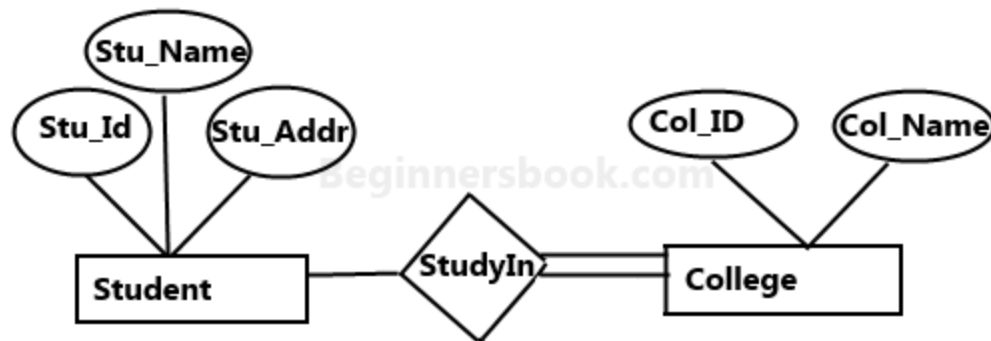 Stu_Name
Stu_Id
Stu_Addr
Col_ID
Col_Name
Beginnersbook.com
StudyIn
Student
College